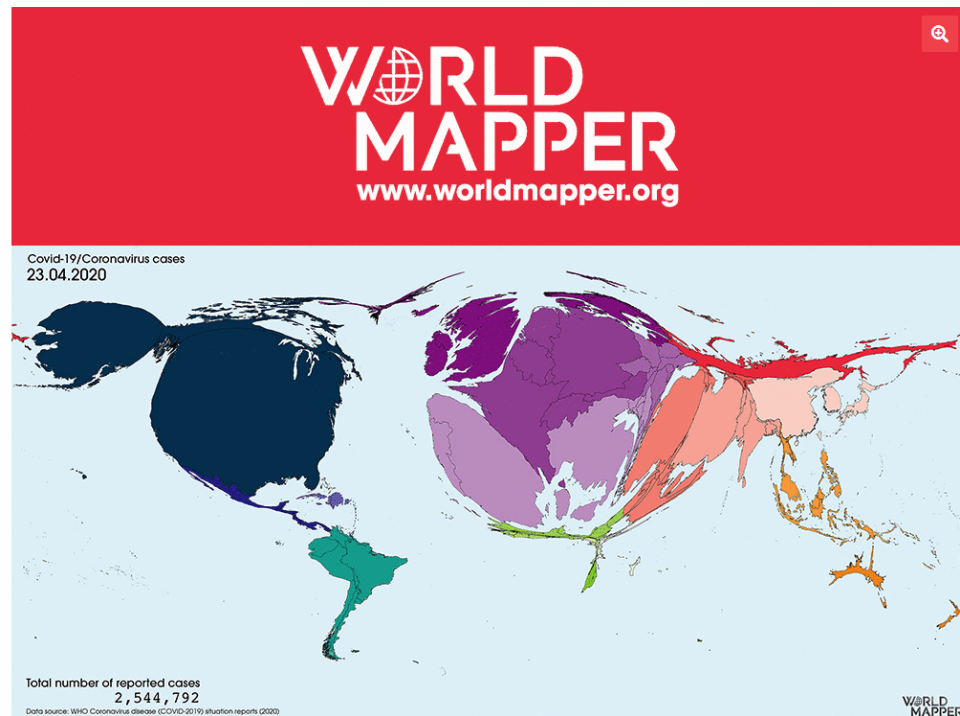 WORLD
MAPPER
www.worldmapper.org
Covid-19/Coronavirus cases
23.04.2020
Total number of reported cases
2,544,792
Data source: WHO Coronavirus disease (COVID-2019) situation reports (2020)
WORLD
MAPPER